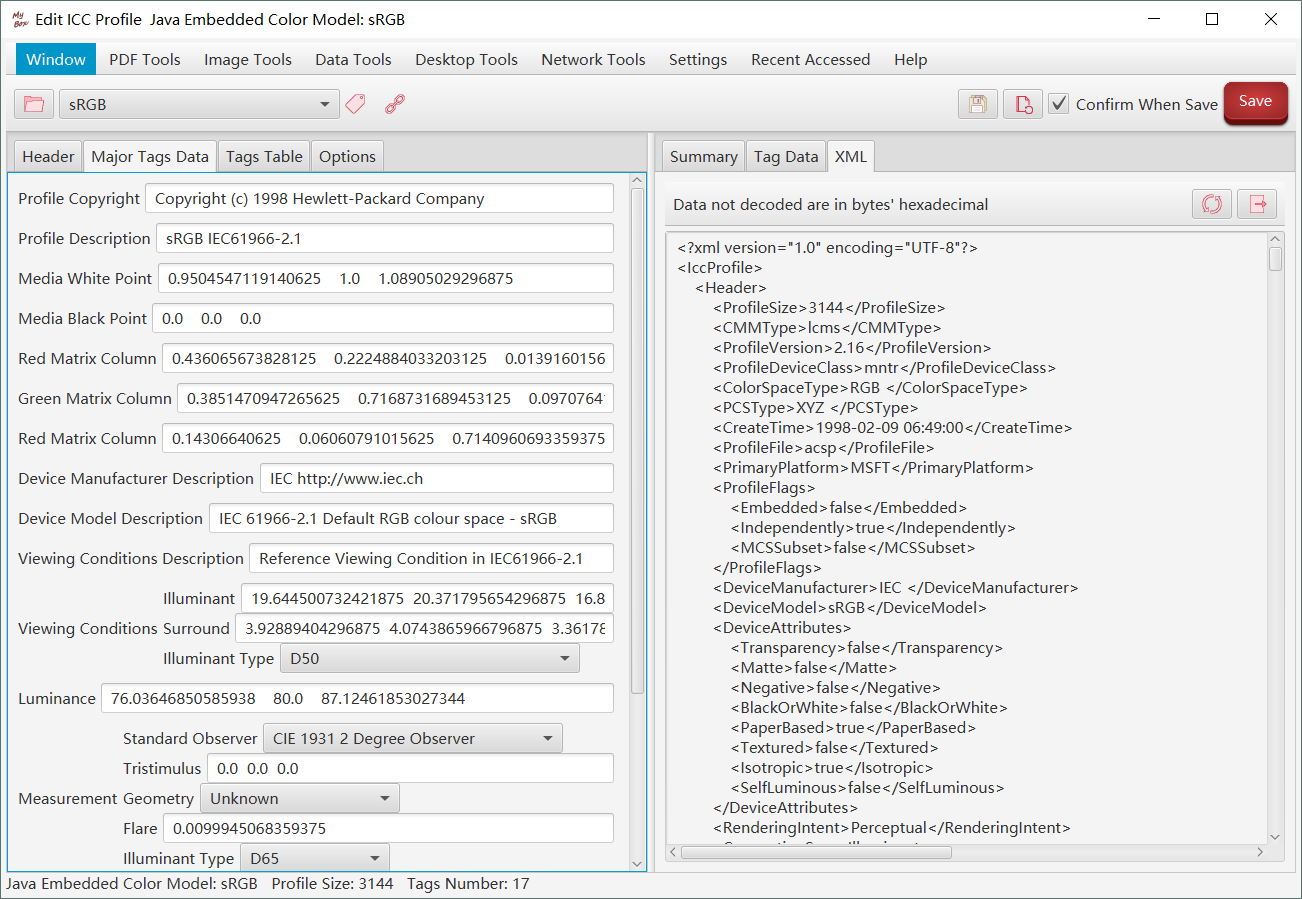 My Box
Edit ICC Profile  Java Embedded Color Model: sRGB
Window PDF Tools Image Tools Data Tools Desktop Tools Network Tools Settings Recent Accessed Help
sRGB Confirm When Save Save
Header Major Tags Data Tags Table Options
Profile Copyright Copyright (c) 1998 Hewlett-Packard Company
Profile Description sRGB IEC61966-2.1
Media White Point 0.9504547119140625 1.0 1.08905029296875
Media Black Point 0.0 0.0 0.0
Red Matrix Column 0.436065673828125 0.2224884033203125 0.0139160156
Green Matrix Column 0.3851470947265625 0.7168731689453125 0.0970764
Red Matrix Column 0.14306640625 0.06060791015625 0.7140960693359375
Device Manufacturer Description IEC http://www.iec.ch
Device Model Description IEC 61966-2.1 Default RGB colour space - sRGB
Viewing Conditions Description Reference Viewing Condition in IEC61966-2.1
Illuminant 19.644500732421875 20.371795654296875 16.8
Viewing Conditions Surround 3.92889404296875 4.0743865966796875 3.36178
Illuminant Type D50
Luminance 76.03646850585938 80.0 87.12461853027344
Standard Observer CIE 1931 2 Degree Observer
Tristimulus 0.0 0.0 0.0
Measurement Geometry Unknown
Flare 0.0099945068359375
Illuminant Type D65
Summary Tag Data XML
Data not decoded are in bytes' hexadecimal
<?xml version="1.0" encoding="UTF-8"?>
<IccProfile>
<Header>
<ProfileSize>3144</ProfileSize>
<CMMType>lcms</CMMType>
<ProfileVersion>2.16</ProfileVersion>
<ProfileDeviceClass>mntr</ProfileDeviceClass>
<ColorSpaceType>RGB </ColorSpaceType>
<PCSType>XYZ </PCSType>
<CreateTime>1998-02-09 06:49:00</CreateTime>
<ProfileFile>acsp</ProfileFile>
<PrimaryPlatform>MSFT</PrimaryPlatform>
<ProfileFlags>
<Embedded>false</Embedded>
<Independently>true</Independently>
<MCSSubset>false</MCSSubset>
</ProfileFlags>
<DeviceManufacturer>IEC </DeviceManufacturer>
<DeviceModel>sRGB</DeviceModel>
<DeviceAttributes>
<Transparency>false</Transparency>
<Matte>false</Matte>
<Negative>false</Negative>
<BlackOrWhite>false</BlackOrWhite>
<PaperBased>true</PaperBased>
<Textured>false</Textured>
<Isotropic>true</Isotropic>
<SelfLuminous>false</SelfLuminous>
</DeviceAttributes>
<RenderingIntent>Perceptual</RenderingIntent>
Java Embedded Color Model: sRGB Profile Size: 3144 Tags Number: 17